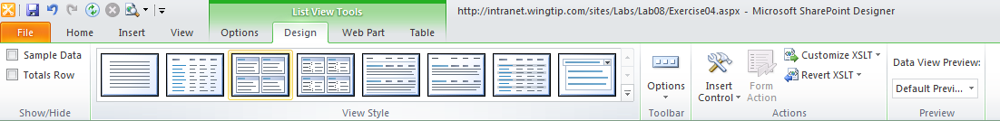 List View Tools
http://intranet.wingtip.com/sites/Labs/Lab08/Exercise04.aspx - Microsoft SharePoint Designer
File Home Insert View Options Design Web Part Table
Sample Data
Totals Row
Show/Hide
View Style
Options
Toolbar
Insert
Control
Form
Action
Customize XSLT
Revert XSLT
Actions
Data View Preview:
Default Previ...
Preview